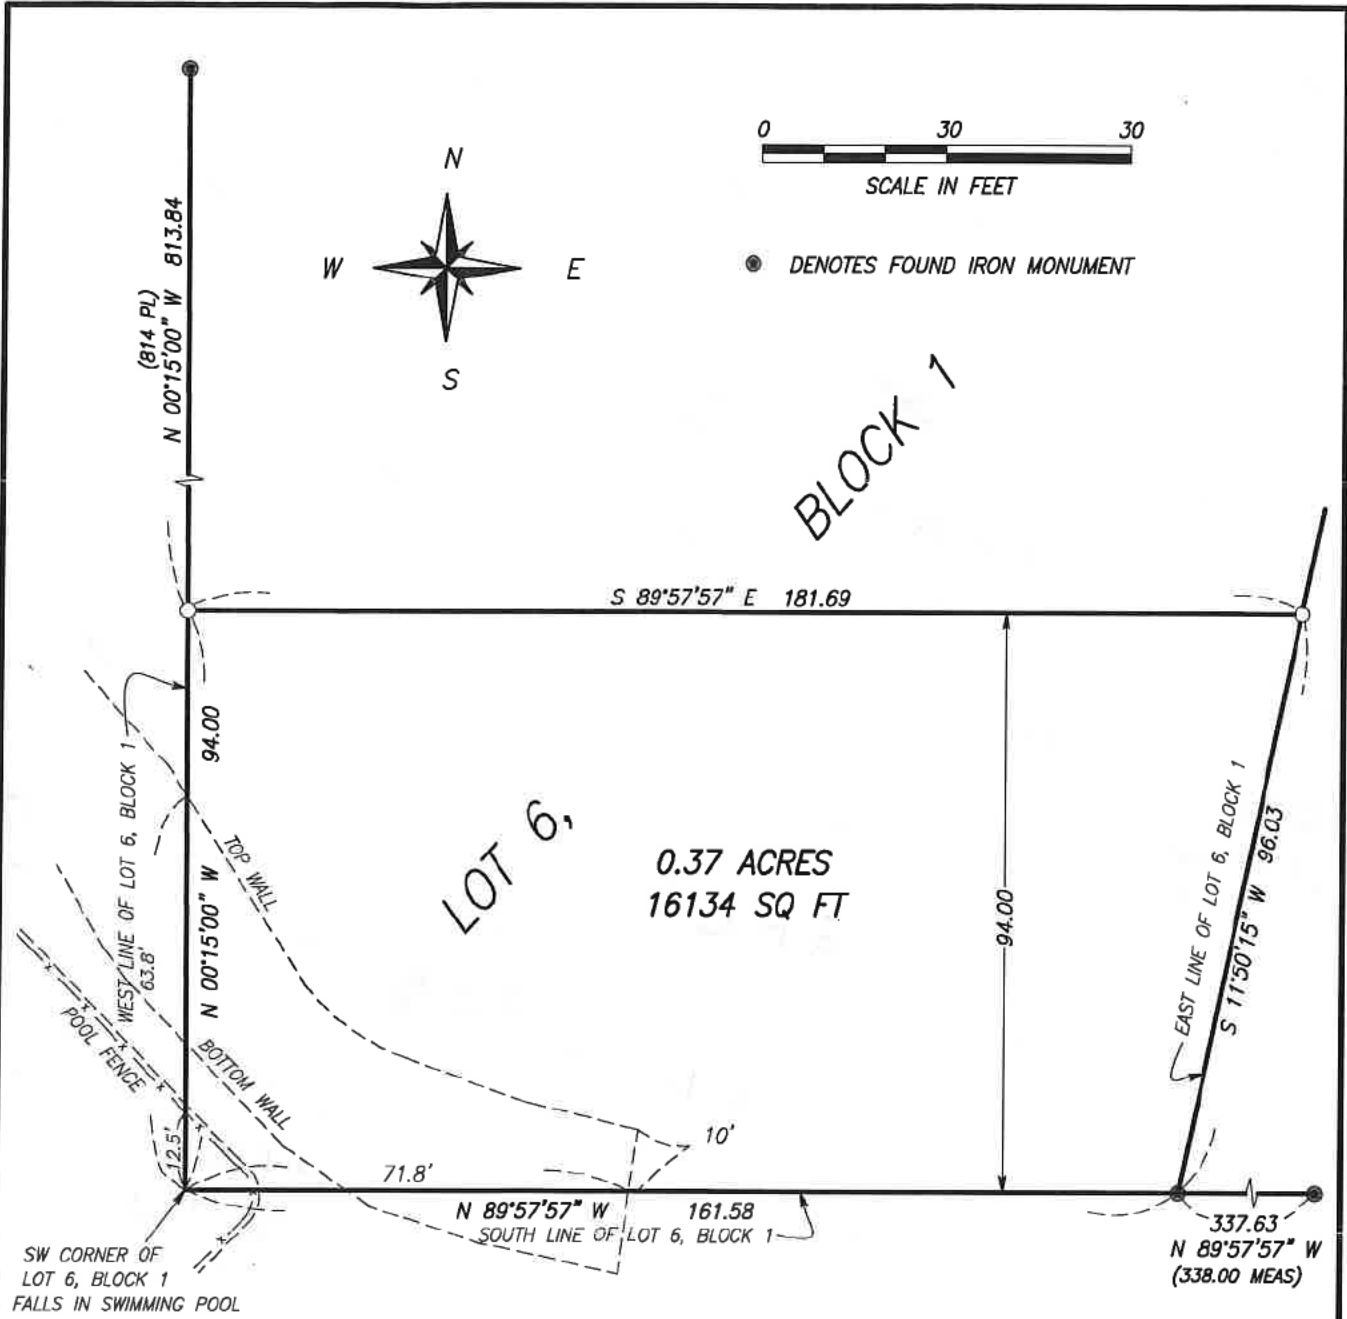 0 30 30
SCALE IN FEET
N
W E
S
DENOTES FOUND IRON MONUMENT
(814 PL)
N 00°15'00" W 813.84
BLOCK 1
S 89°57'57" E 181.69
94.00
N 00°15'00" W
WEST LINE OF LOT 6, BLOCK 1
63.8'
TOP WALL
LOT 6,
0.37 ACRES
16134 SQ FT
94.00
EAST LINE OF LOT 6, BLOCK 1
S 11°50'15" W 96.03
POOL FENCE
BOTTOM WALL
12.5'
71.8'
10'
N 89°57'57" W 161.58
SOUTH LINE OF LOT 6, BLOCK 1
337.63
N 89°57'57" W
(338.00 MEAS)
SW CORNER OF
LOT 6, BLOCK 1
FALLS IN SWIMMING POOL